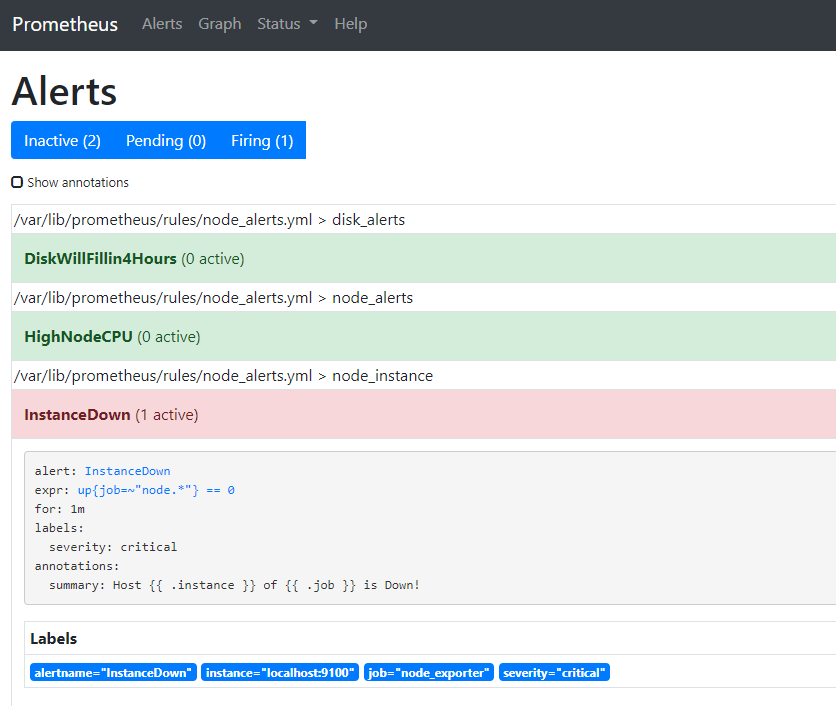 Prometheus Alerts Graph Status Help
Alerts
Inactive (2) Pending (0) Firing (1)
Show annotations
/var/lib/prometheus/rules/node_alerts.yml > disk_alerts
DiskWillFillin4Hours (0 active)
/var/lib/prometheus/rules/node_alerts.yml > node_alerts
HighNodeCPU (0 active)
/var/lib/prometheus/rules/node_alerts.yml > node_instance
InstanceDown (1 active)
alert: InstanceDown
expr: up{job=~"node.*"} == 0
for: 1m
labels:
  severity: critical
annotations:
  summary: Host {{ .instance }} of {{ .job }} is Down!
Labels
alertname="InstanceDown" instance="localhost:9100" job="node_exporter" severity="critical"